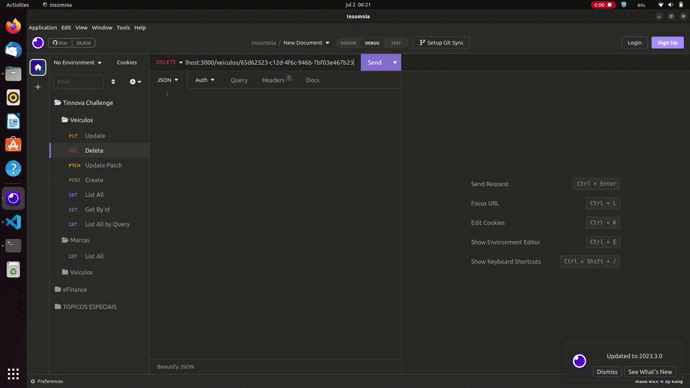 Activities Insomnia jul 2 06:21 0:00 en₁
Insomnia
Application Edit View Window Tools Help
Star 28,826 Insomnia / New Document DESIGN DEBUG TEST Setup Git Sync Login Sign Up
No Environment Cookies DELETE lhost:3000/veiculos/65d62523-c12d-4f6c-946b-7bf03e467b23 Send
Filter JSON Auth Query Headers 1 Docs
1
Tinnova Challenge
Veiculos
PUT Update
DEL Delete
PTCH Update Patch
POST Create
GET List All
GET Get By Id
GET List All by Query
Marcas
GET List All
Veiculos
eFinance
TOPICOS ESPECIAIS
Send Request Ctrl + Enter
Focus URL Ctrl + L
Edit Cookies Ctrl + K
Show Environment Editor Ctrl + E
Show Keyboard Shortcuts Ctrl + Shift + /
Updated to 2023.3.0
Dismiss See What's New
Beautify JSON
Preferences Made with ♥ by Kong